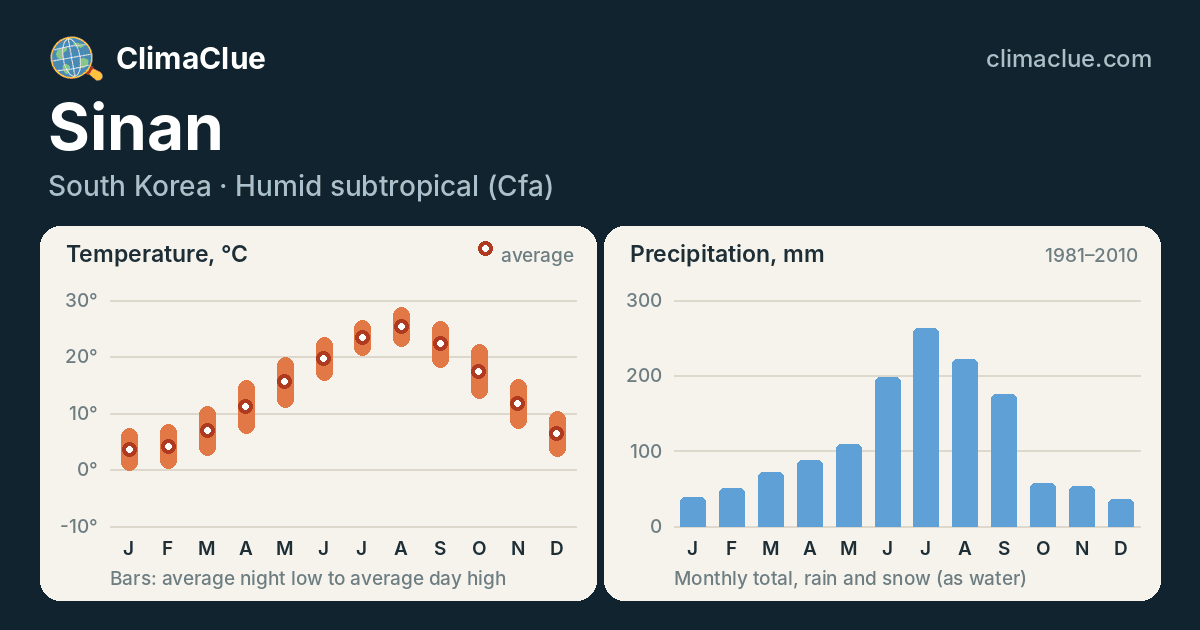 ClimaClue
climaclue.com
Sinan
South Korea · Humid subtropical (Cfa)
Temperature, °C
average
30°
20°
10°
0°
-10°
J F M A M J J A S O N D
Bars: average night low to average day high
Precipitation, mm
1981–2010
300
200
100
0
J F M A M J J A S O N D
Monthly total, rain and snow (as water)